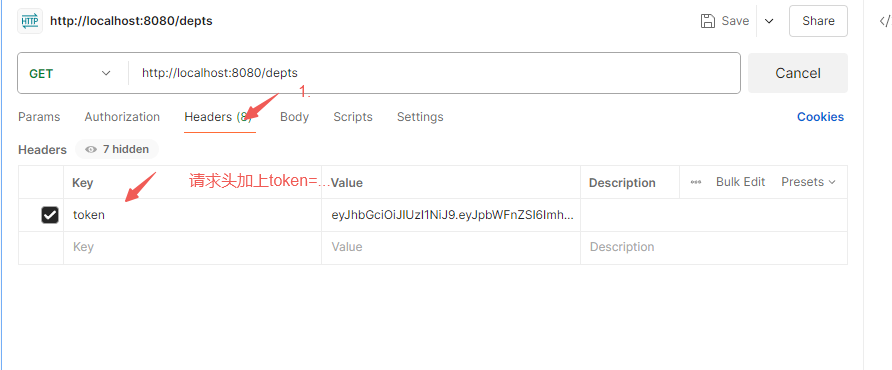 HTTP http://localhost:8080/depts Save Share </>
GET http://localhost:8080/depts Cancel
1.
Params Authorization Headers (8) Body Scripts Settings Cookies
Headers 7 hidden
请求头加上token=...
Key Value Description Bulk Edit Presets
token eyJhbGciOiJIUzI1NiJ9.eyJpbWFnZSI6Imh...
Key Value Description